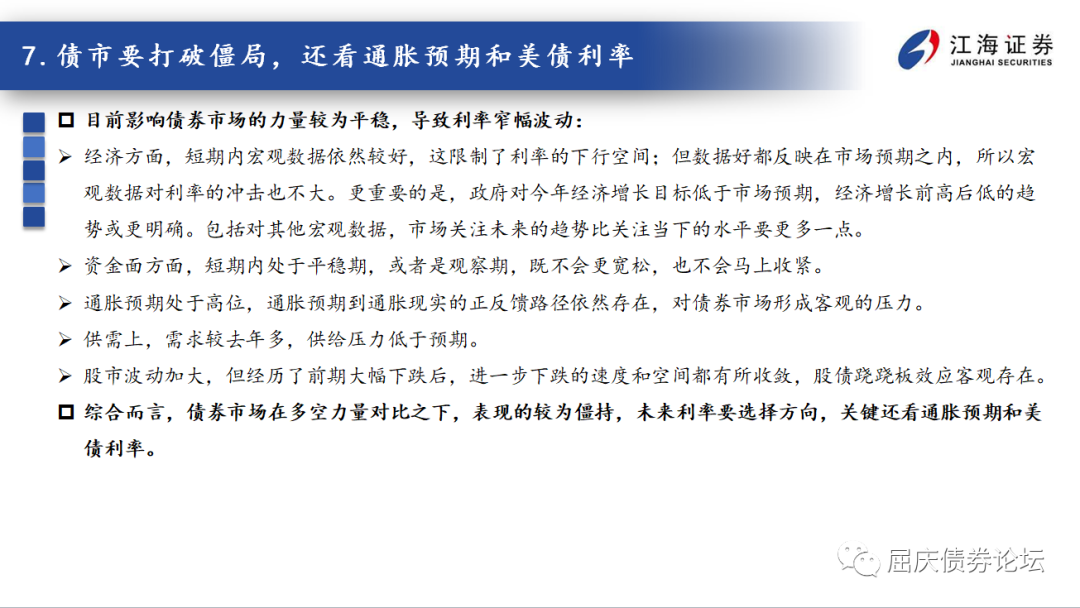 7. 债市要打破僵局，还看通胀预期和美债利率
江海证券
JIANGHAI SECURITIES
目前影响债券市场的力量较为平稳，导致利率窄幅波动：
经济方面，短期内宏观数据依然较好，这限制了利率的下行空间；但数据好都反映在市场预期之内，所以宏
观数据对利率的冲击也不大。更重要的是，政府对今年经济增长目标低于市场预期，经济增长前高后低的趋
势或更明确。包括对其他宏观数据，市场关注未来的趋势比关注当下的水平要更多一点。
资金面方面，短期内处于平稳期，或者是观察期，既不会更宽松，也不会马上收紧。
通胀预期处于高位，通胀预期到通胀现实的正反馈路径依然存在，对债券市场形成客观的压力。
供需上，需求较去年多，供给压力低于预期。
股市波动加大，但经历了前期大幅下跌后，进一步下跌的速度和空间都有所收敛，股债跷跷板效应客观存在。
综合而言，债券市场在多空力量对比之下，表现的较为僵持，未来利率要选择方向，关键还看通胀预期和美
债利率。
屈庆债券论坛